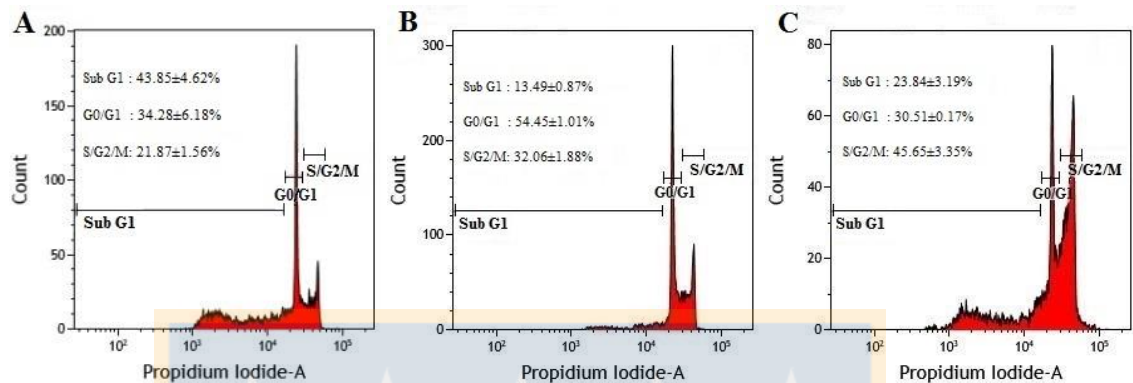 A
200
150
100
50
0
Count
Sub G1 : 43.85±4.62%
G0/G1 : 34.28±6.18%
S/G2/M: 21.87±1.56%
S/G2/M
G0/G1
Sub G1
10² 10³ 10⁴ 10⁵
Propidium Iodide-A
B
300
200
100
0
Count
Sub G1 : 13.49±0.87%
G0/G1 : 54.45±1.01%
S/G2/M: 32.06±1.88%
S/G2/M
G0/G1
Sub G1
10² 10³ 10⁴ 10⁵
Propidium Iodide-A
C
80
60
40
20
0
Count
Sub G1 : 23.84±3.19%
G0/G1 : 30.51±0.17%
S/G2/M: 45.65±3.35%
S/G2/M
G0/G1
Sub G1
10² 10³ 10⁴ 10⁵
Propidium Iodide-A